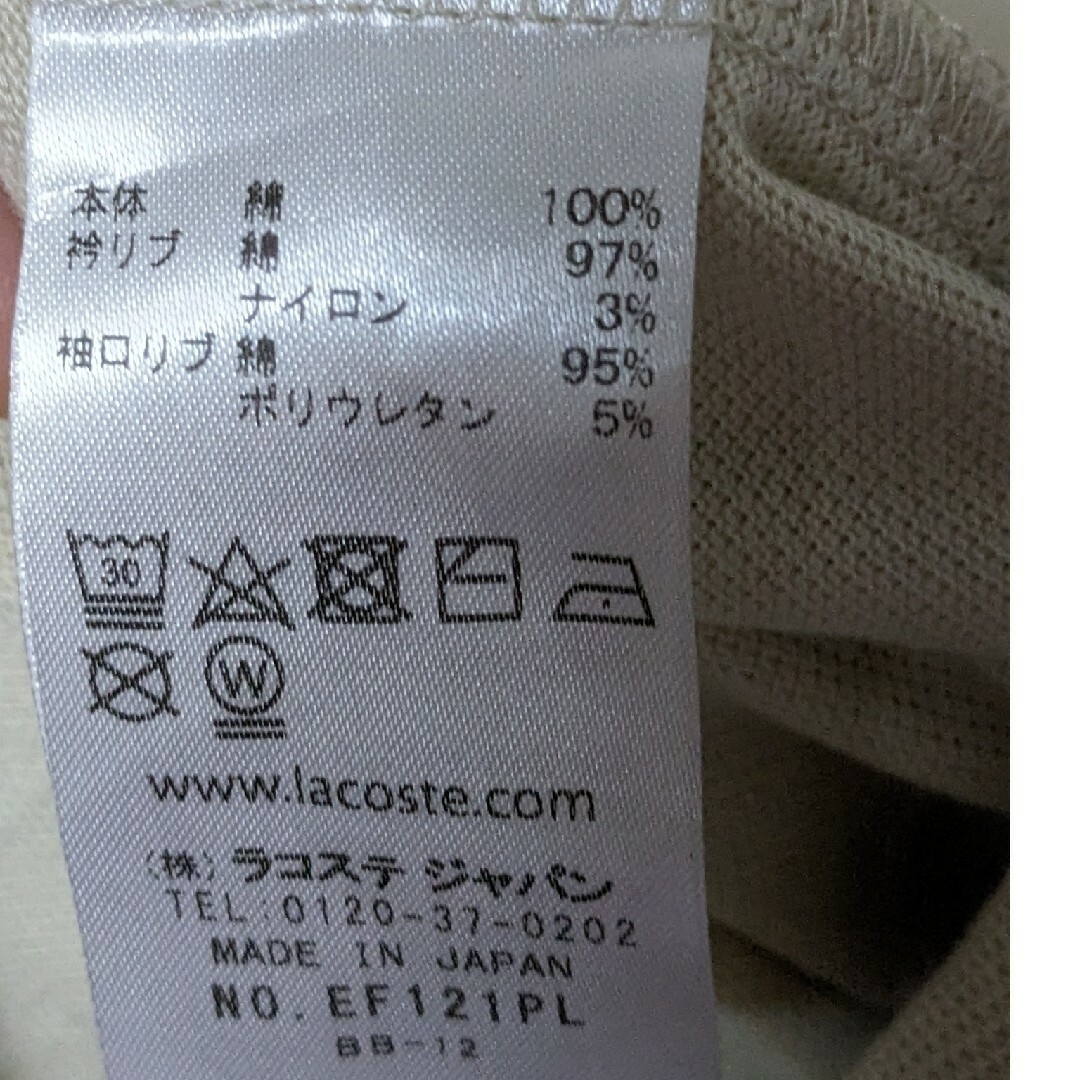 本体 綿 100%
衿リブ 綿 97%
ナイロン 3%
袖口リブ 綿 95%
ポリウレタン 5%
30
W
www.lacoste.com
(株)ラコステ ジャパン
TEL:0120-37-0202
MADE IN JAPAN
NO. EF121PL
BB-12